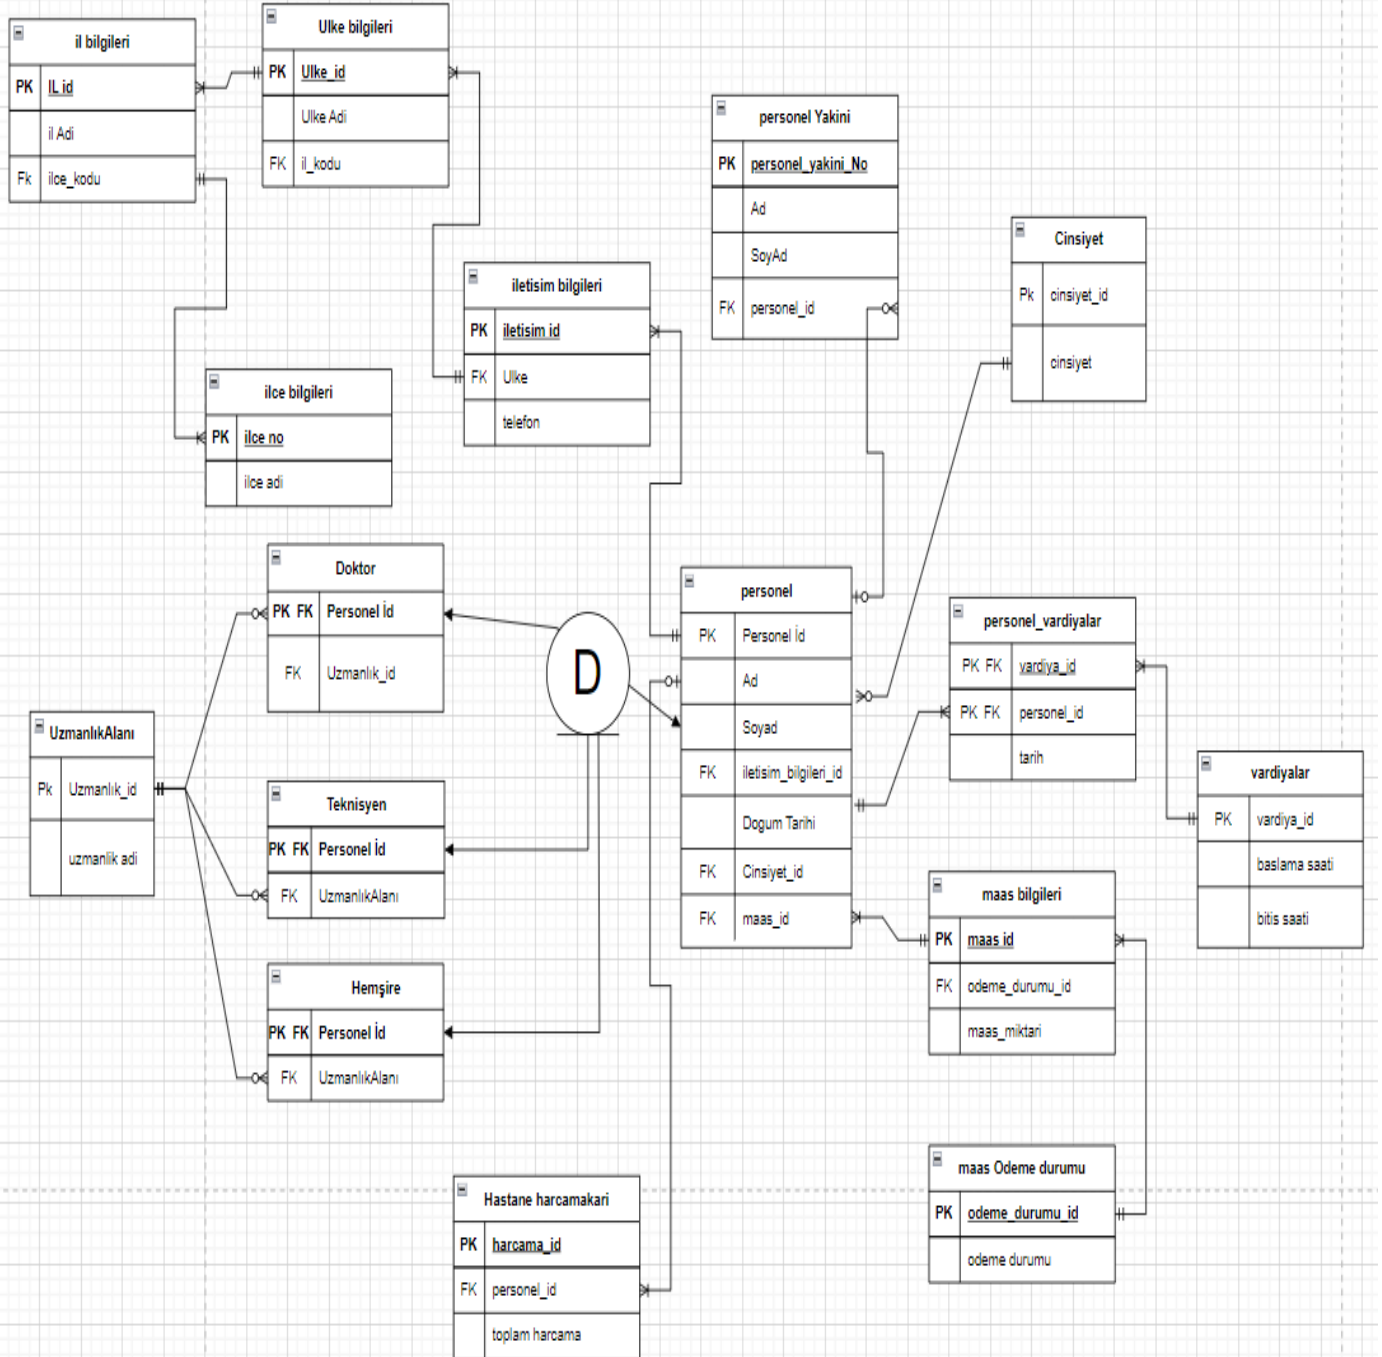 il bilgileri
PK IL id
il Adi
Fk ilce_kodu
Ulke bilgileri
PK Ulke_id
Ulke Adi
FK il_kodu
personel Yakini
PK personel_yakini_No
Ad
SoyAd
FK personel_id
Cinsiyet
Pk cinsiyet_id
cinsiyet
iletisim bilgileri
PK iletisim id
FK Ulke
telefon
ilce bilgileri
PK ilce no
ilce adi
Doktor
PK FK Personel İd
FK Uzmanlık_id
D
personel
PK Personel İd
Ad
Soyad
FK iletisim_bilgileri_id
Dogum Tarihi
FK Cinsiyet_id
FK maas_id
personel_vardiyalar
PK FK vardiya_id
PK FK personel_id
tarih
UzmanlıkAlanı
Pk Uzmanlık_id
uzmanlik adi
vardiyalar
PK vardiya_id
baslama saati
bitis saati
Teknisyen
PK FK Personel İd
FK UzmanlıkAlanı
maas bilgileri
PK maas id
FK odeme_durumu_id
maas_miktari
Hemşire
PK FK Personel İd
FK UzmanlıkAlanı
maas Odeme durumu
PK odeme_durumu_id
odeme durumu
Hastane harcamakari
PK harcama_id
FK personel_id
toplam harcama